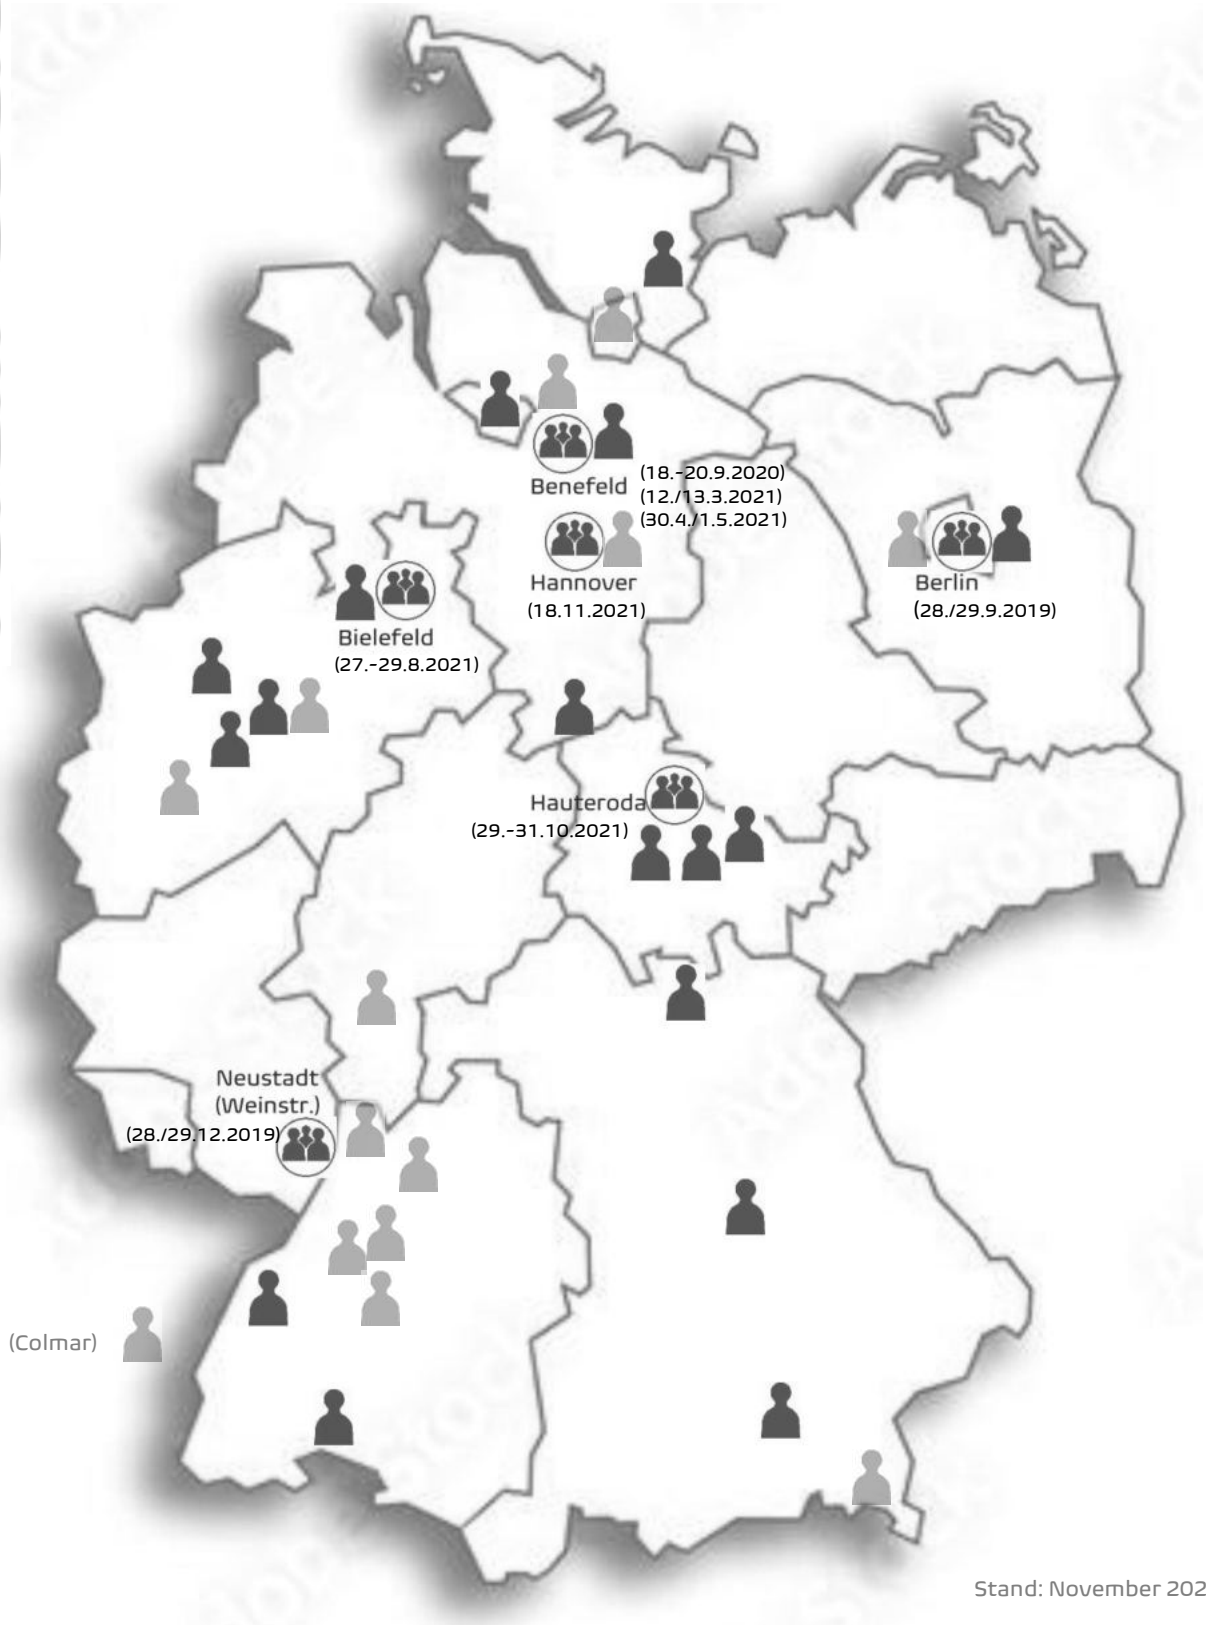 Benefeld
(18.-20.9.2020)
(12./13.3.2021)
(30.4./1.5.2021)
Hannover
(18.11.2021)
Berlin
(28./29.9.2019)
Bielefeld
(27.-29.8.2021)
Hauteroda
(29.-31.10.2021)
Neustadt
(Weinstr.)
(28./29.12.2019)
(Colmar)
Stand: November 202